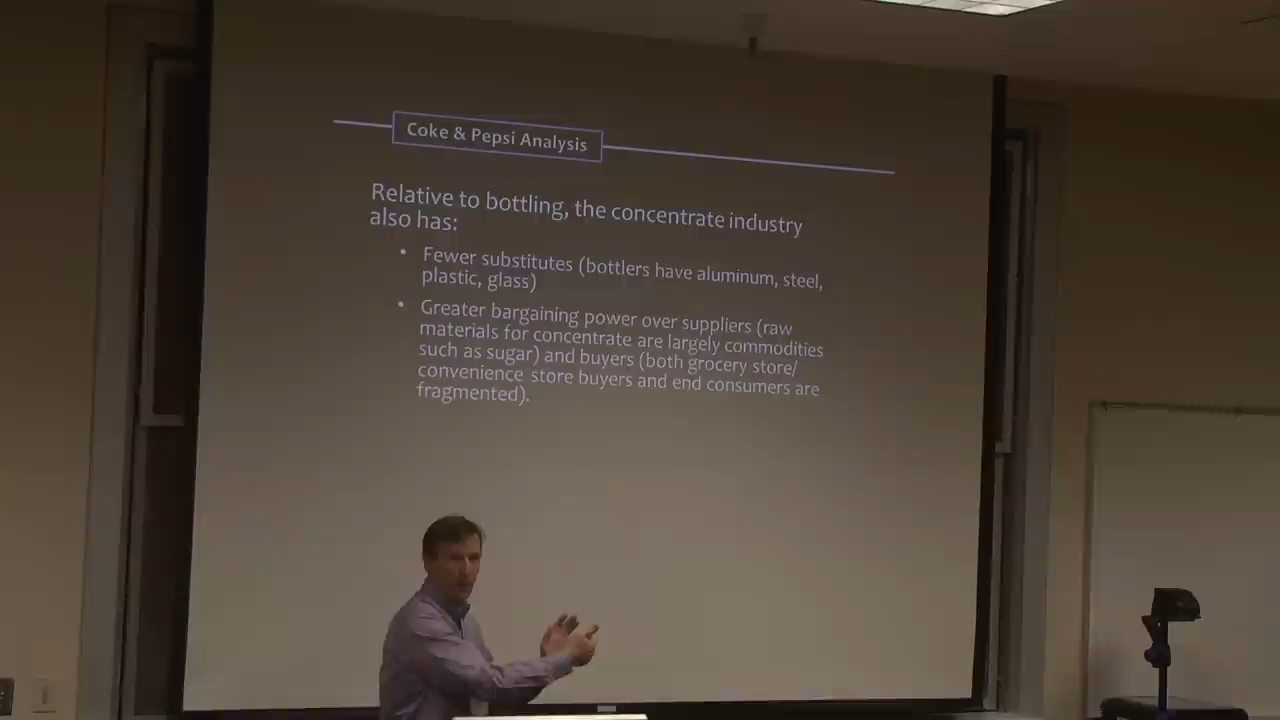 Coke & Pepsi Analysis
Relative to bottling, the concentrate industry
also has:
• Fewer substitutes (bottlers have aluminum, steel,
plastic, glass)
• Greater bargaining power over suppliers (raw
materials for concentrate are largely commodities
such as sugar) and buyers (both grocery store/
convenience store buyers and end consumers are
fragmented).